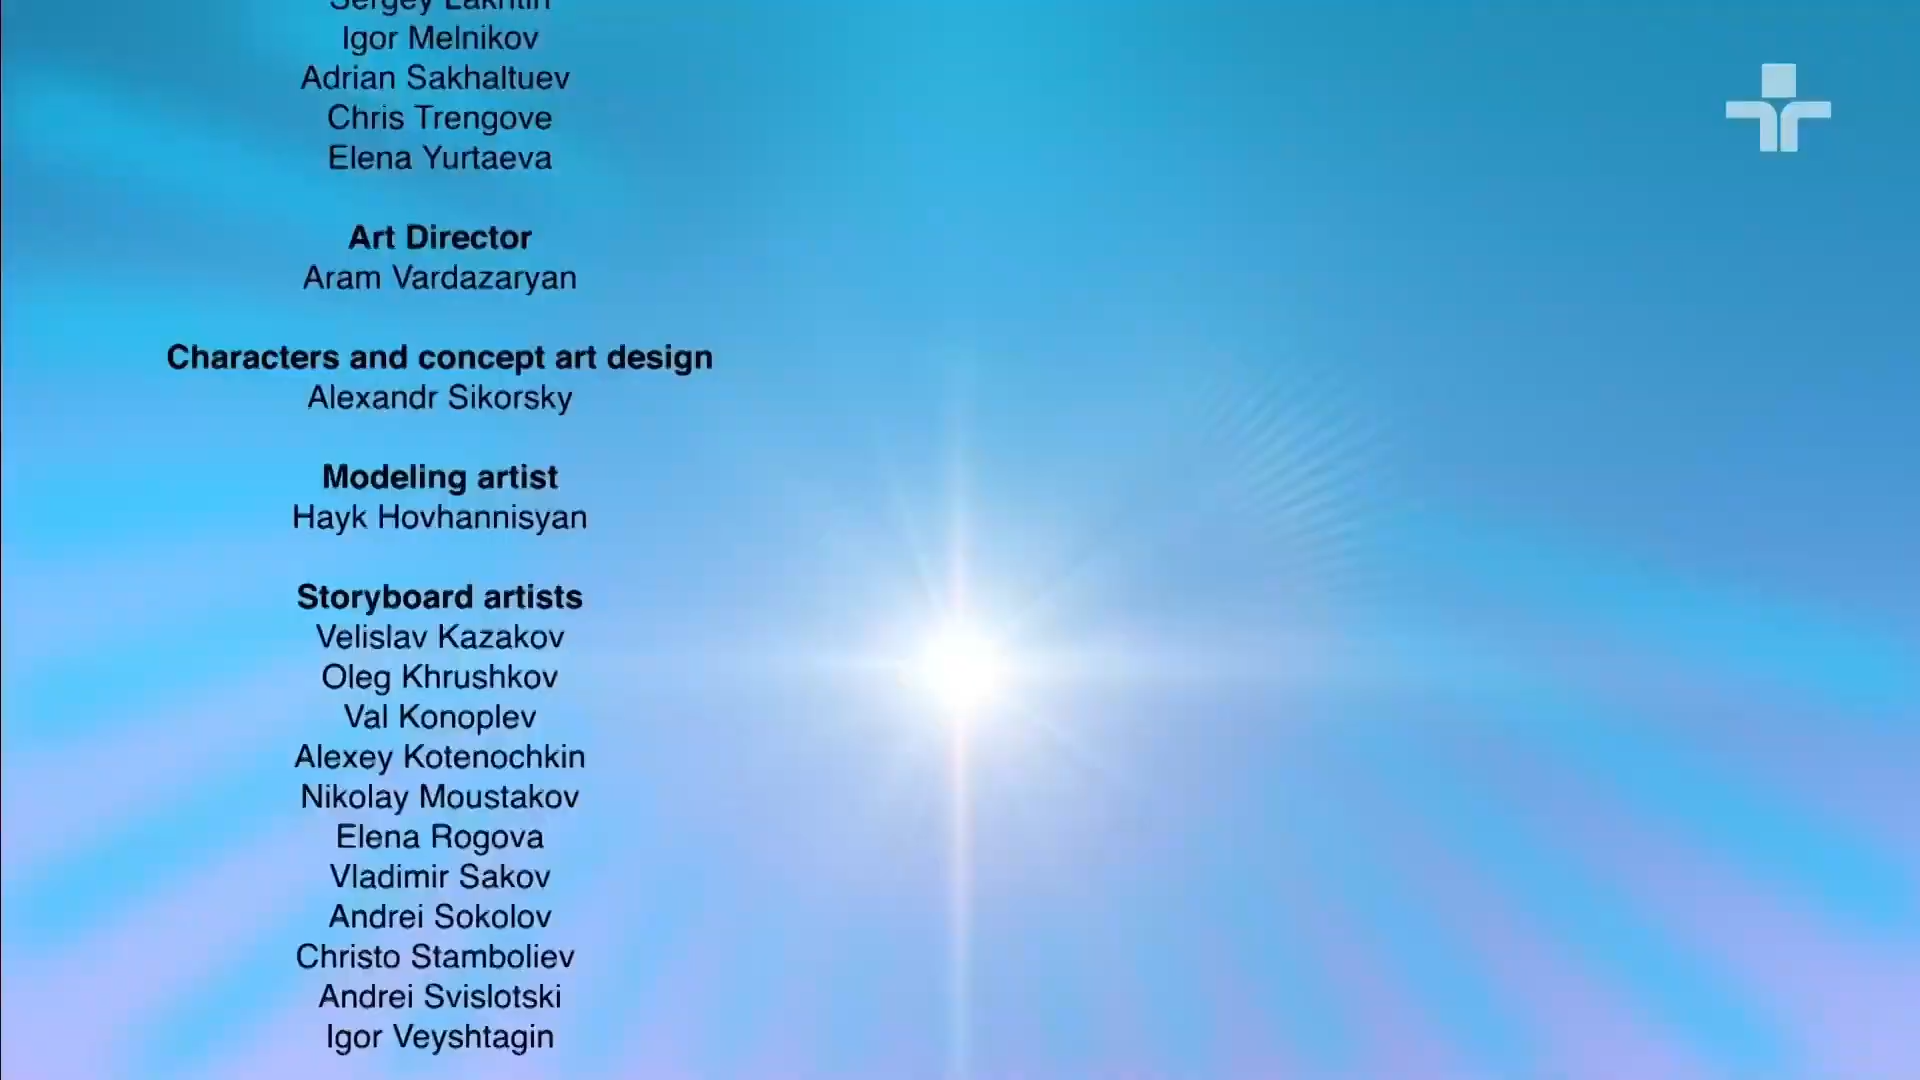 Sergey Lakhtin
Igor Melnikov
Adrian Sakhaltuev
Chris Trengove
Elena Yurtaeva
Art Director
Aram Vardazaryan
Characters and concept art design
Alexandr Sikorsky
Modeling artist
Hayk Hovhannisyan
Storyboard artists
Velislav Kazakov
Oleg Khrushkov
Val Konoplev
Alexey Kotenochkin
Nikolay Moustakov
Elena Rogova
Vladimir Sakov
Andrei Sokolov
Christo Stamboliev
Andrei Svislotski
Igor Veyshtagin